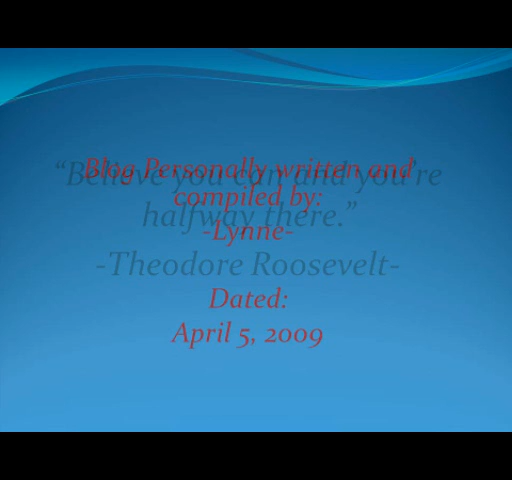 “Believe you can and you're
halfway there.”
-Theodore Roosevelt-
Blog Personally written and
compiled by:
-Lynne-
Dated:
April 5, 2009